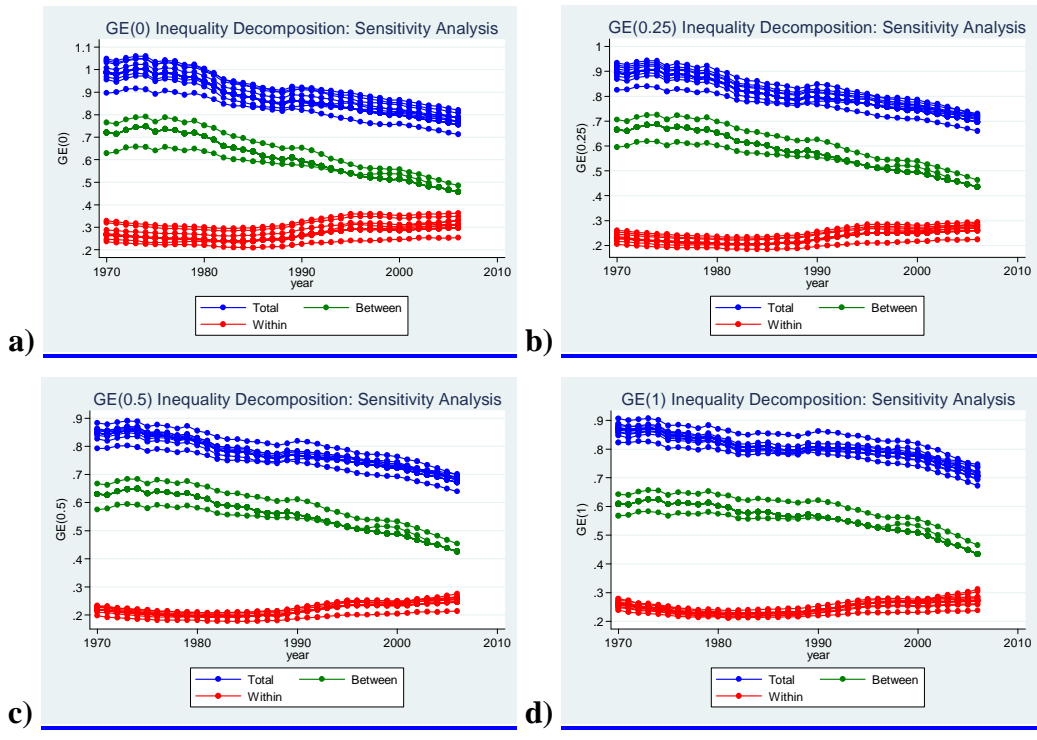 GE(0) Inequality Decomposition: Sensitivity Analysis
1.1
1
.9
.8
.7
.6
.5
.4
.3
.2
GE(0)
1970 1980 1990 2000 2010
year
Total Between
Within
a)
GE(0.25) Inequality Decomposition: Sensitivity Analysis
1
.9
.8
.7
.6
.5
.4
.3
.2
GE(0.25)
1970 1980 1990 2000 2010
year
Total Between
Within
b)
GE(0.5) Inequality Decomposition: Sensitivity Analysis
.9
.8
.7
.6
.5
.4
.3
.2
GE(0.5)
1970 1980 1990 2000 2010
year
Total Between
Within
c)
GE(1) Inequality Decomposition: Sensitivity Analysis
.9
.8
.7
.6
.5
.4
.3
.2
GE(1)
1970 1980 1990 2000 2010
year
Total Between
Within
d)